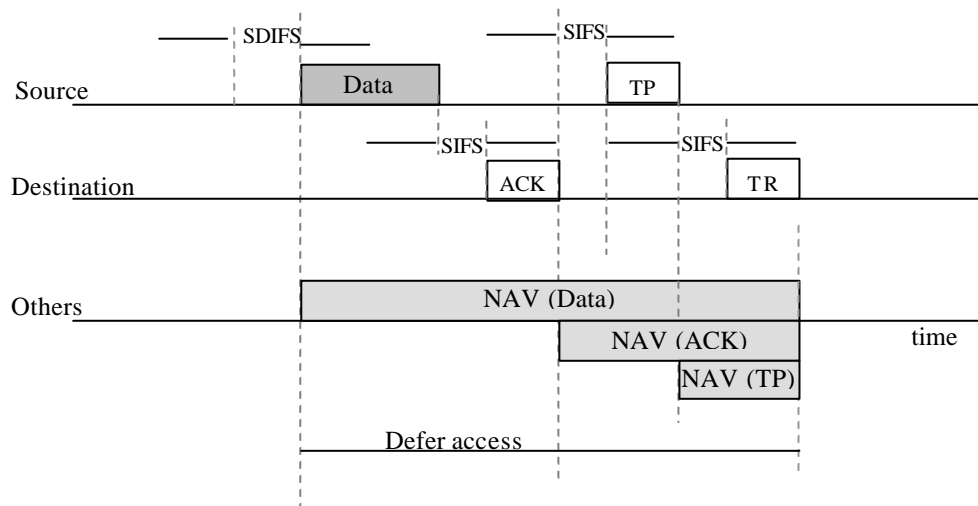 SDIFS
SIFS
Source
Data
TP
SIFS
SIFS
Destination
ACK
TR
Others
NAV (Data)
time
NAV (ACK)
NAV (TP)
Defer access